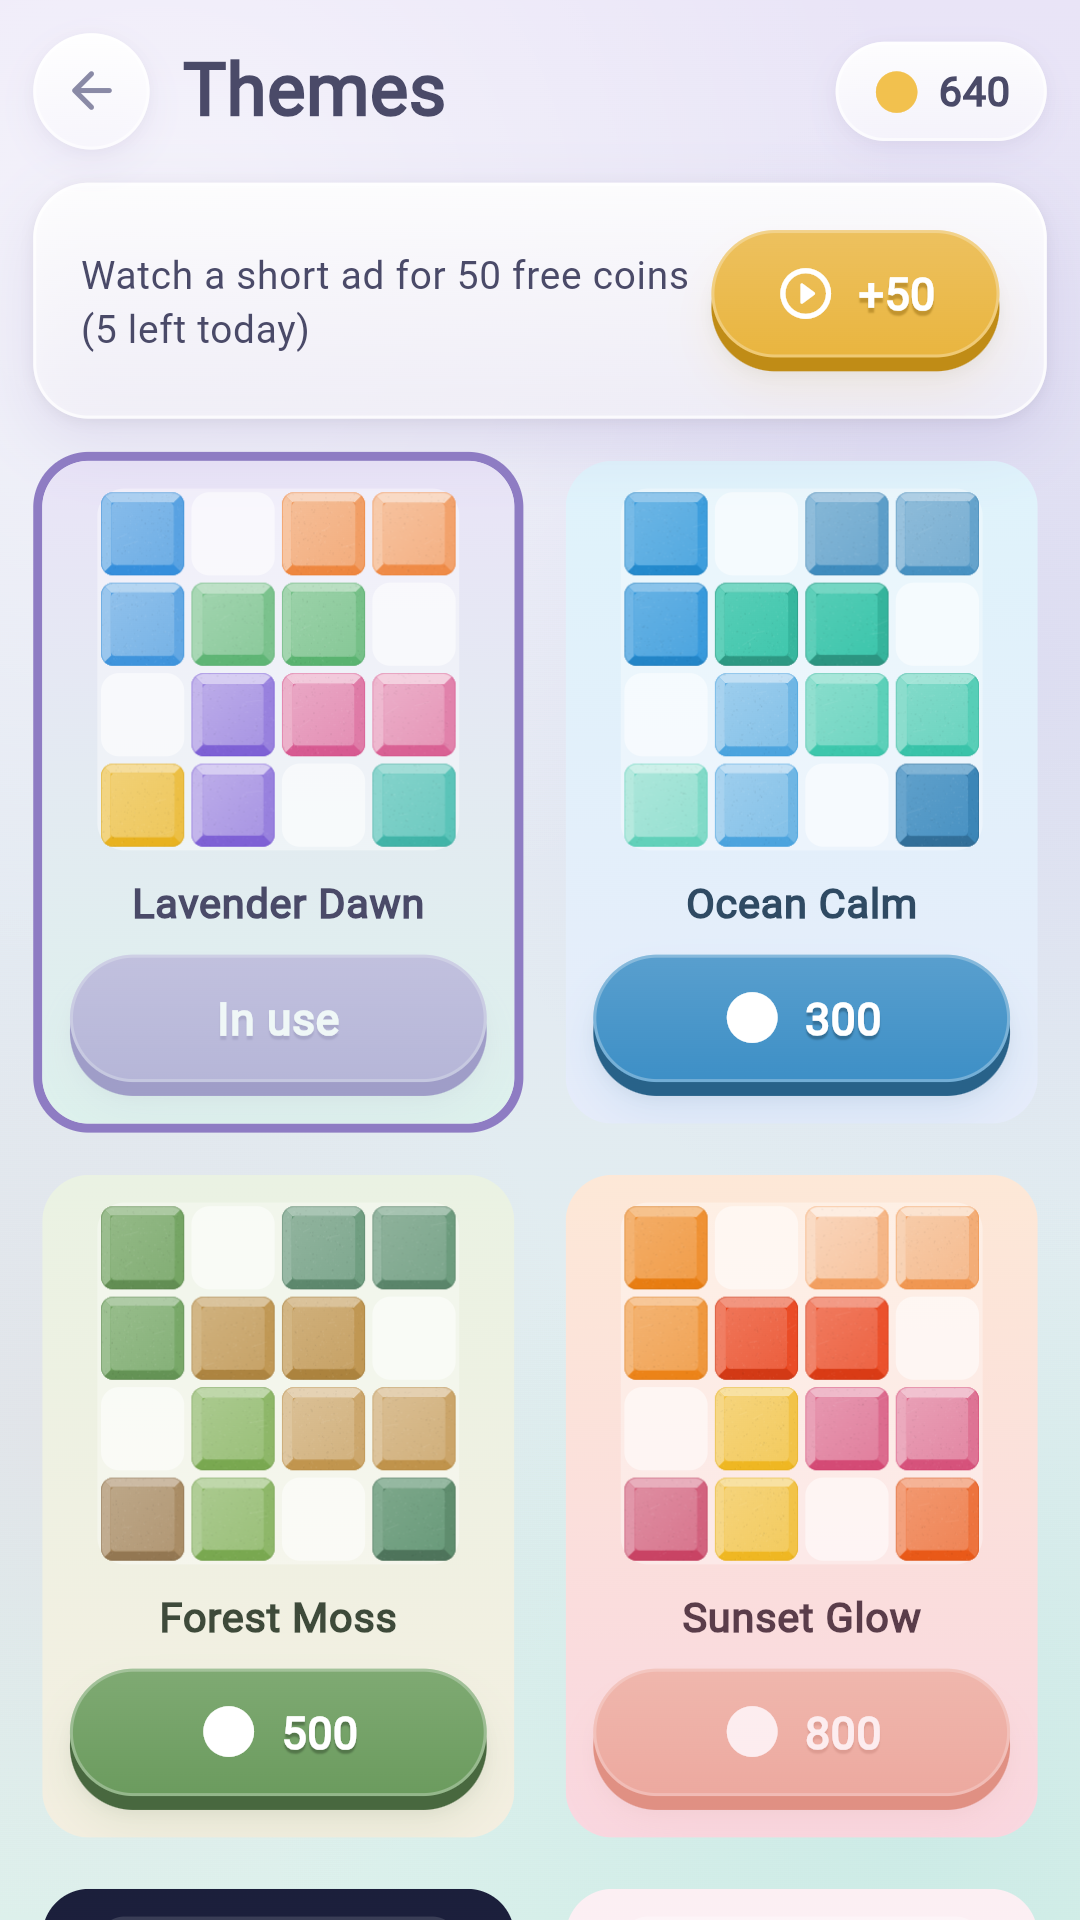 Themes
640
Watch a short ad for 50 free coins
(5 left today)
+50
Lavender Dawn
Ocean Calm
In use
300
Forest Moss
Sunset Glow
500
800